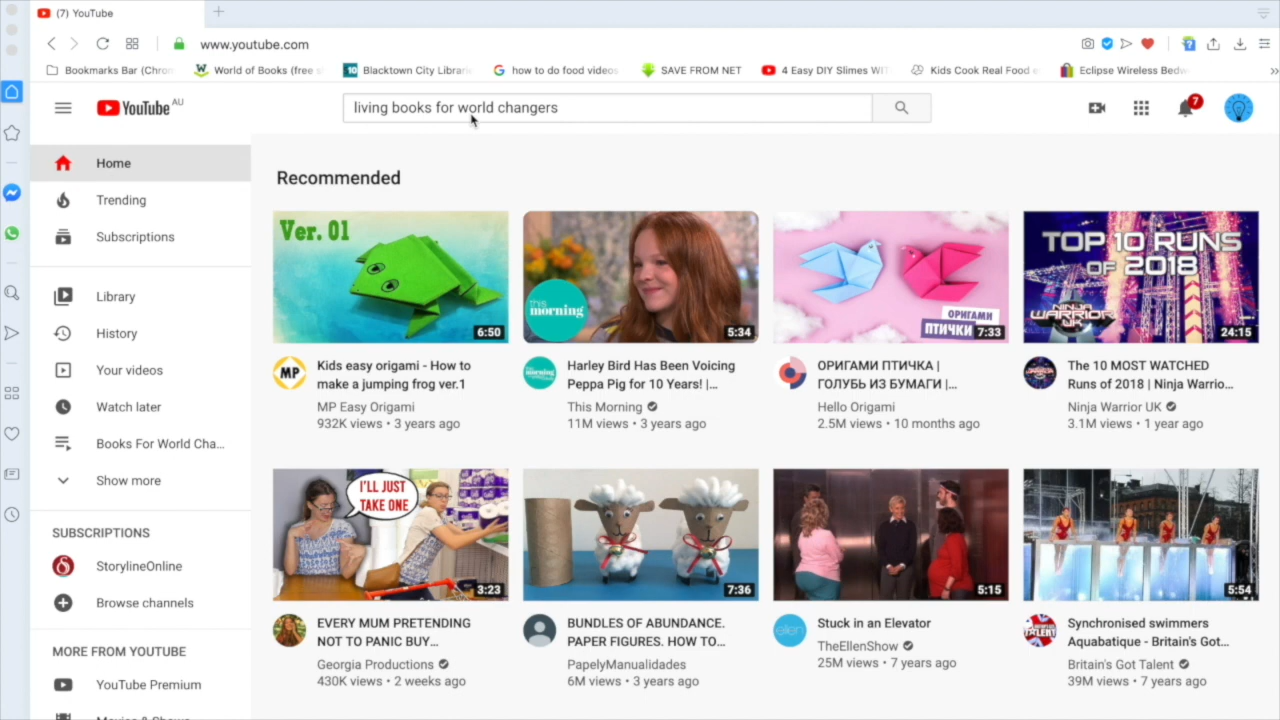 (7) YouTube
www.youtube.com
Bookmarks Bar (Chron
World of Books (free s
Blacktown City Librari
how to do food videos
SAVE FROM NET
4 Easy DIY Slimes WIT
Kids Cook Real Food e
Eclipse Wireless Bedw
YouTube AU
living books for world changers
7
Home
Trending
Subscriptions
Library
History
Your videos
Watch later
Books For World Cha...
Show more
SUBSCRIPTIONS
StorylineOnline
Browse channels
MORE FROM YOUTUBE
YouTube Premium
Movies & Shows
Recommended
Ver. 01
6:50
this
morning
5:34
ОРИГАМИ
ПТИЧКИ
7:33
TOP 10 RUNS
OF 2018
NINJA
WARRIOR
UK
24:15
MP
Kids easy origami - How to
make a jumping frog ver.1
MP Easy Origami
932K views • 3 years ago
this
morning
Harley Bird Has Been Voicing
Peppa Pig for 10 Years! |...
This Morning
11M views • 3 years ago
ОРИГАМИ ПТИЧКА |
ГОЛУБЬ ИЗ БУМАГИ |...
Hello Origami
2.5M views • 10 months ago
The 10 MOST WATCHED
Runs of 2018 | Ninja Warrio...
Ninja Warrior UK
3.1M views • 1 year ago
I'LL JUST
TAKE ONE
3:23
7:36
5:15
5:54
EVERY MUM PRETENDING
NOT TO PANIC BUY...
Georgia Productions
430K views • 2 weeks ago
BUNDLES OF ABUNDANCE.
PAPER FIGURES. HOW TO...
PapelyManualidades
6M views • 3 years ago
ellen
Stuck in an Elevator
TheEllenShow
25M views • 7 years ago
TALENT
Synchronised swimmers
Aquabatique - Britain's Got...
Britain's Got Talent
39M views • 7 years ago